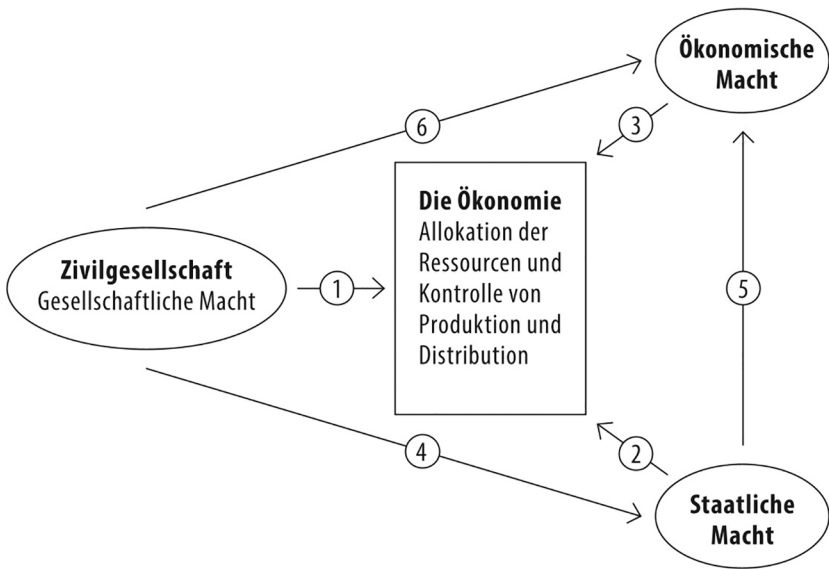 Ökonomische
Macht
6
3
Die Ökonomie
Allokation der
Ressourcen und
Kontrolle von
Produktion und
Distribution
Zivilgesellschaft
Gesellschaftliche Macht
1
5
4
2
Staatliche
Macht